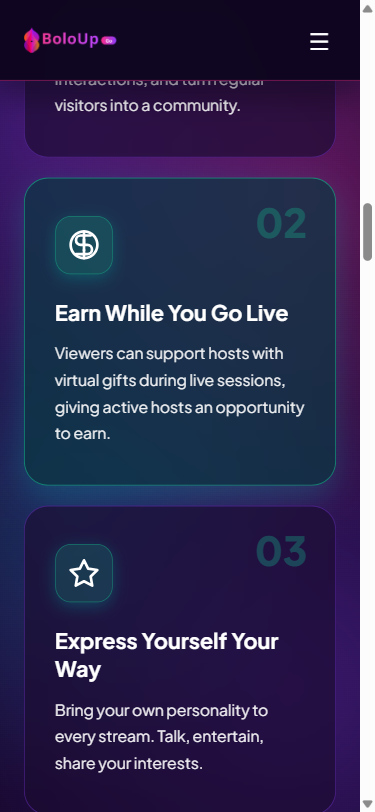 BoloUp
interactions, and turn regular
visitors into a community.
02
Earn While You Go Live
Viewers can support hosts with
virtual gifts during live sessions,
giving active hosts an opportunity
to earn.
03
Express Yourself Your
Way
Bring your own personality to
every stream. Talk, entertain,
share your interests.